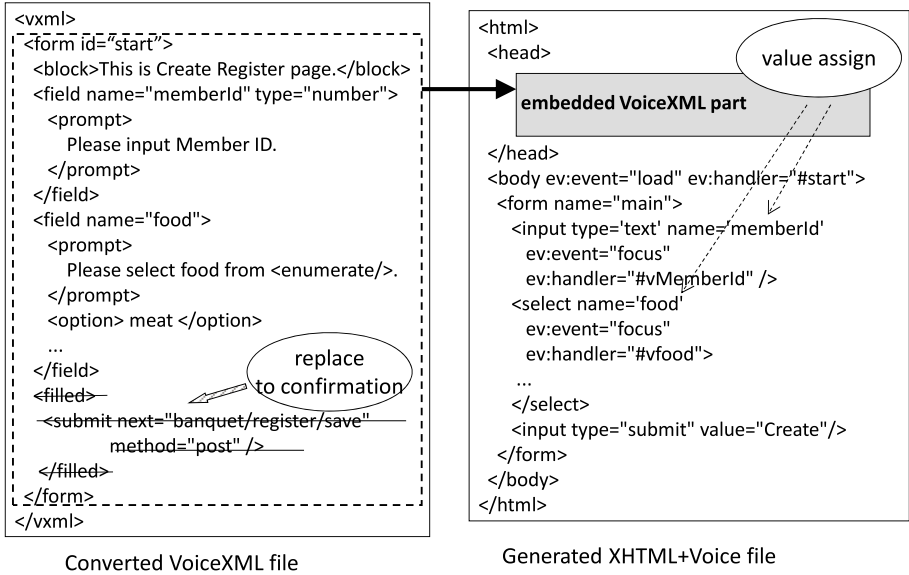 <vxml>
<form id=“start”>
<block>This is Create Register page.</block>
<field name="memberId" type="number">
<prompt>
Please input Member ID.
</prompt>
</field>
<field name="food">
<prompt>
Please select food from <enumerate/>.
</prompt>
<option> meat </option>
...
</field>
<filled>
<submit next="banquet/register/save"
method="post" />
</filled>
</form>
</vxml>
replace
to confirmation
Converted VoiceXML file
<html>
<head>
value assign
embedded VoiceXML part
</head>
<body ev:event="load" ev:handler="#start">
<form name="main">
<input type='text' name='memberId'
ev:event="focus"
ev:handler="#vMemberId" />
<select name='food'
ev:event="focus"
ev:handler="#vfood">
...
</select>
<input type="submit" value="Create"/>
</form>
</body>
</html>
Generated XHTML+Voice file